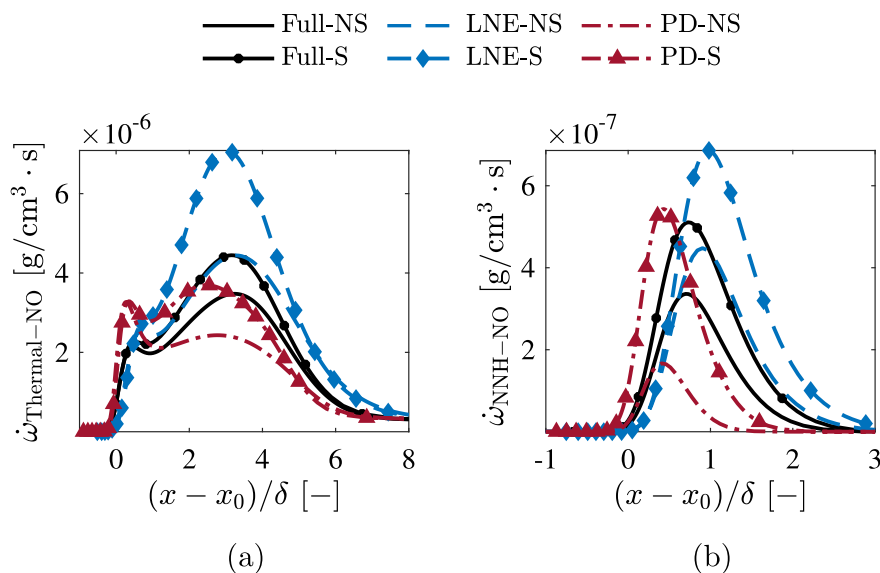 Full-NS LNE-NS PD-NS
Full-S LNE-S PD-S
×10⁻⁶
6
4
2
0 2 4 6 8
ω̇Thermal−NO [g/cm³ · s]
(x − x₀)/δ [−]
(a)
×10⁻⁷
6
4
2
0
-1 0 1 2 3
ω̇NNH−NO [g/cm³ · s]
(x − x₀)/δ [−]
(b)